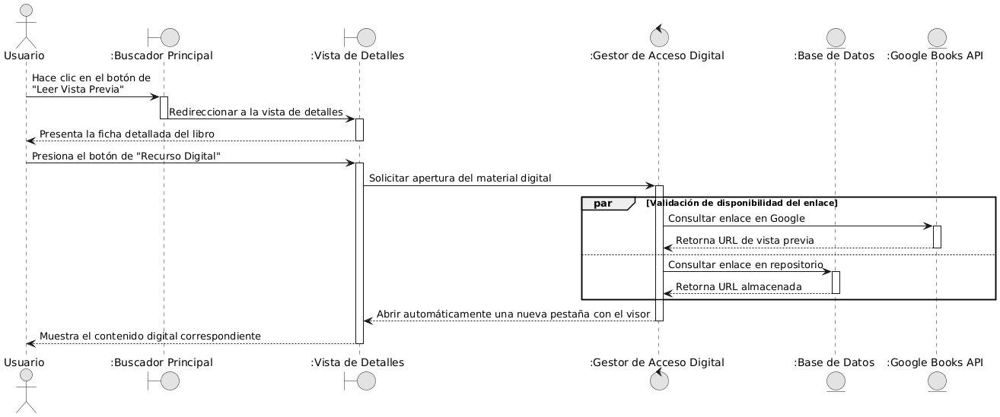 Usuario
:Buscador Principal
:Vista de Detalles
:Gestor de Acceso Digital
:Base de Datos
:Google Books API
Hace clic en el botón de
"Leer Vista Previa"
Redireccionar a la vista de detalles
Presenta la ficha detallada del libro
Presiona el botón de "Recurso Digital"
Solicitar apertura del material digital
par
[Validación de disponibilidad del enlace]
Consultar enlace en Google
Retorna URL de vista previa
Consultar enlace en repositorio
Retorna URL almacenada
Abrir automáticamente una nueva pestaña con el visor
Muestra el contenido digital correspondiente
Usuario
:Buscador Principal
:Vista de Detalles
:Gestor de Acceso Digital
:Base de Datos
:Google Books API